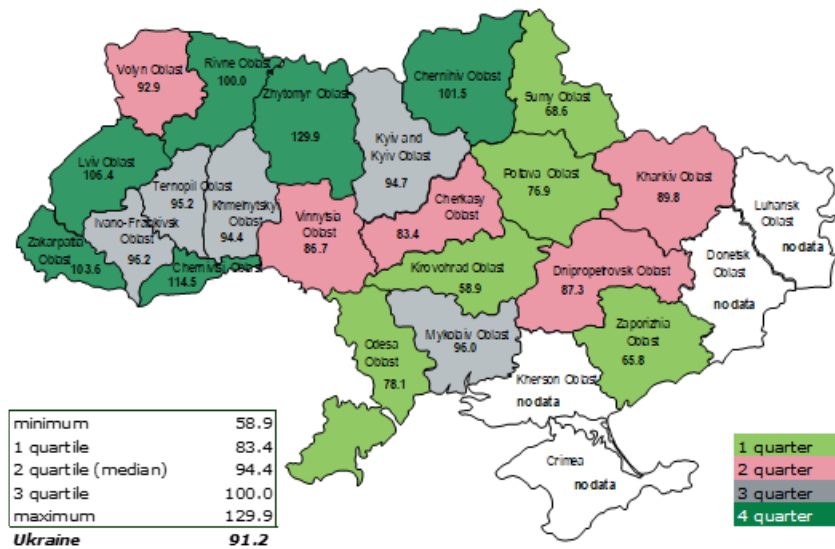 Volyn Oblast
92.9
Rivne Oblast
100.0
Zhytomyr Oblast
129.9
Kyiv and
Kyiv Oblast
94.7
Chernihiv Oblast
101.5
Sumy Oblast
68.6
Lviv Oblast
106.4
Ternopil Oblast
95.2
Khmelnytskyi
Oblast
94.4
Ivano-Frankivsk
Oblast
96.2
Zakarpattia
Oblast 103.6
Chernivtsi Oblast
114.5
Vinnytsia
Oblast
86.7
Cherkasy
Oblast
83.4
Poltava Oblast
76.9
Kharkiv Oblast
89.8
Luhansk
Oblast
no data
Donetsk
Oblast
no data
Kirovohrad Oblast
58.9
Dnipropetrovsk Oblast
87.3
Zaporizhia
Oblast
65.8
Odesa
Oblast
78.1
Mykolaiv Oblast
96.0
Kherson Oblast
no data
Crimea
no data
minimum 58.9
1 quartile 83.4
2 quartile (median) 94.4
3 quartile 100.0
maximum 129.9
Ukraine 91.2
1 quarter
2 quarter
3 quarter
4 quarter